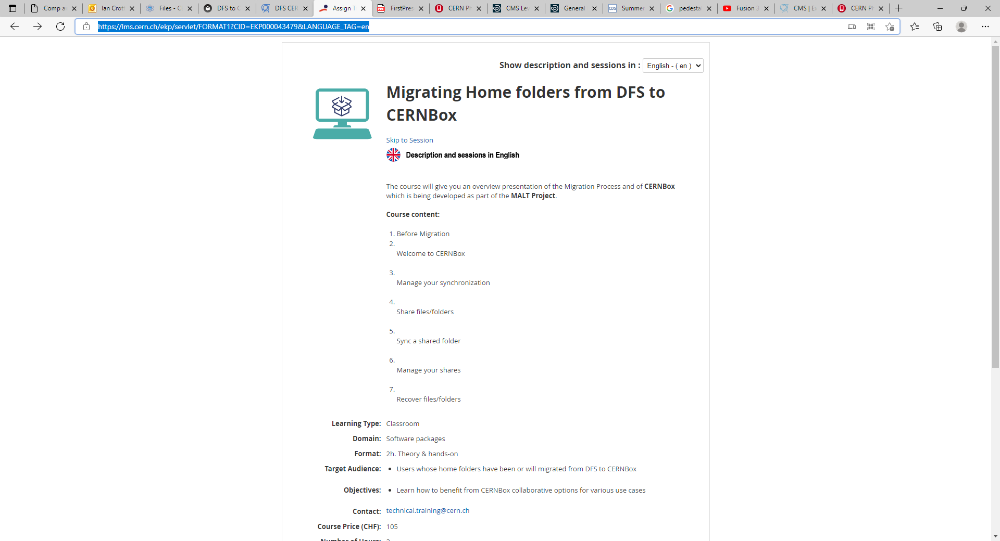 Comp a
Ian Crot
Files - C
DFS to C
DFS CER
Assign T
FirstPres
CERN P
CMS Lev
General
Summer
pedesta
Fusion 3
CMS | E
CERN P
https://lms.cern.ch/ekp/servlet/FORMAT1?CID=EKP000043479&LANGUAGE_TAG=en
Show description and sessions in : English - ( en )
Migrating Home folders from DFS to
CERNBox
Skip to Session
Description and sessions in English
The course will give you an overview presentation of the Migration Process and of CERNBox
which is being developed as part of the MALT Project.
Course content:
1. Before Migration
2.
Welcome to CERNBox
3.
Manage your synchronization
4.
Share files/folders
5.
Sync a shared folder
6.
Manage your shares
7.
Recover files/folders
Learning Type: Classroom
Domain: Software packages
Format: 2h. Theory & hands-on
Target Audience: • Users whose home folders have been or will migrated from DFS to CERNBox
Objectives: • Learn how to benefit from CERNBox collaborative options for various use cases
Contact: technical.training@cern.ch
Course Price (CHF): 105
Number of Hours: